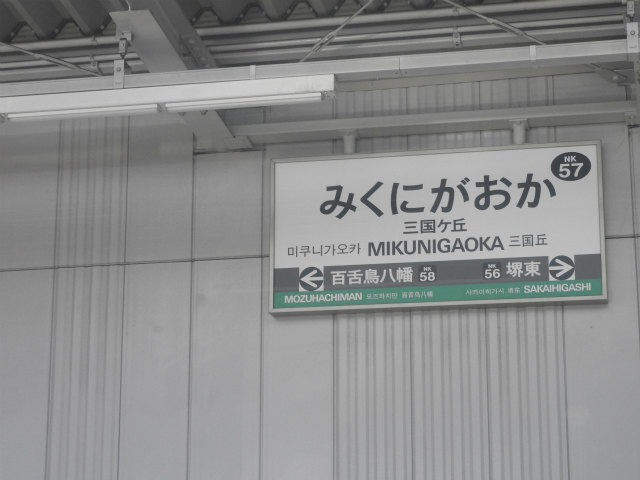 NK 57
みくにがおか
三国ケ丘
미쿠니가오카 MIKUNIGAOKA 三国丘
百舌鳥八幡 NK 58 NK 56 堺東
MOZUHACHIMAN 모즈하치만 百舌鸟八幡 사카이히가시 堺东 SAKAIHIGASHI